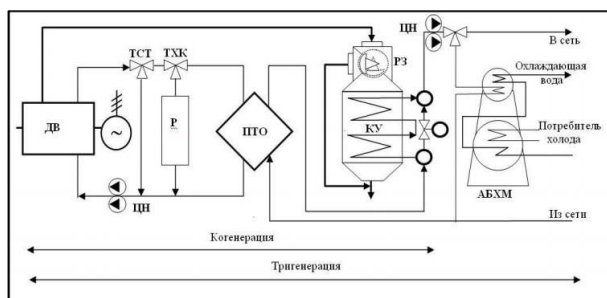 ТСТ
ТХК
ЦН
РЗ
В сеть
Охлаждающая
вода
ДВ
~
Р
ПТО
КУ
Потребитель
холода
ЦН
АБХМ
Из сети
Когенерация
Тригенерация